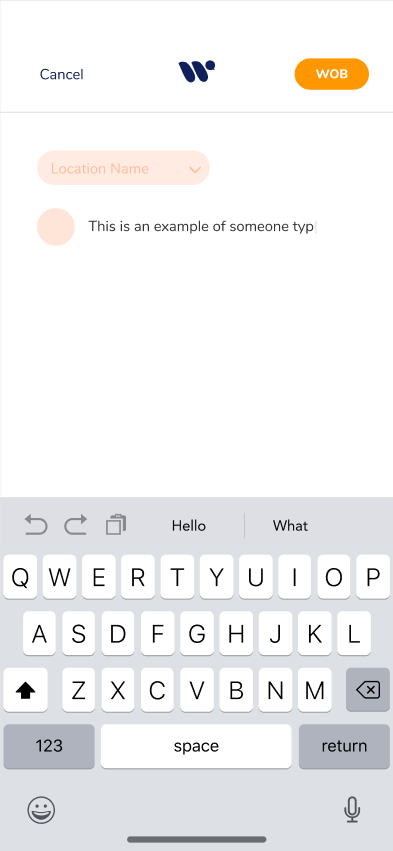 Cancel
WOB
Location Name
This is an example of someone typ
Hello
What
Q W E R T Y U I O P
A S D F G H J K L
Z X C V B N M
123
space
return